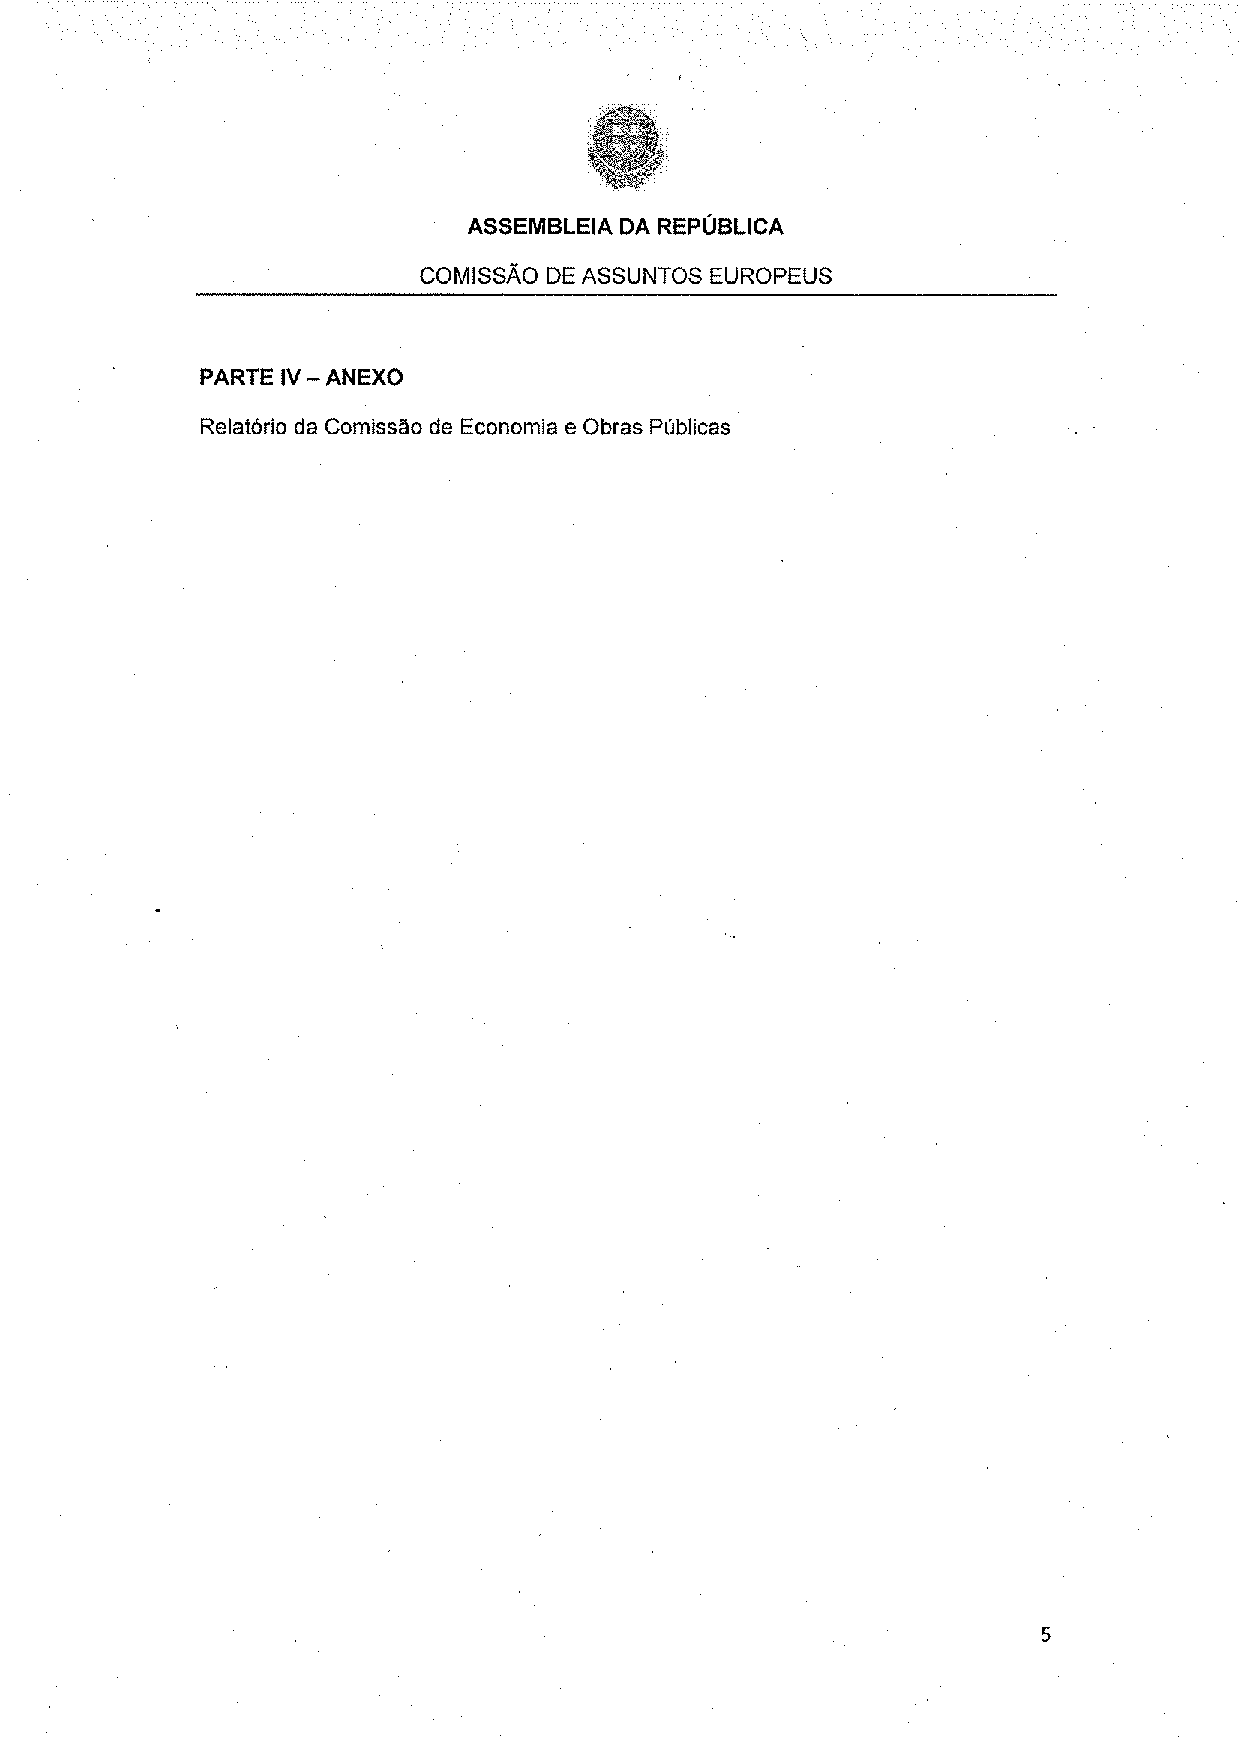 ASSEMBLEIA DA REPÚBLICA
COMISSÃO DE ASSUNTOS EUROPEUS
PARTE IV – ANEXO
Relatório da Comissão de Economia e Obras Públicas
5